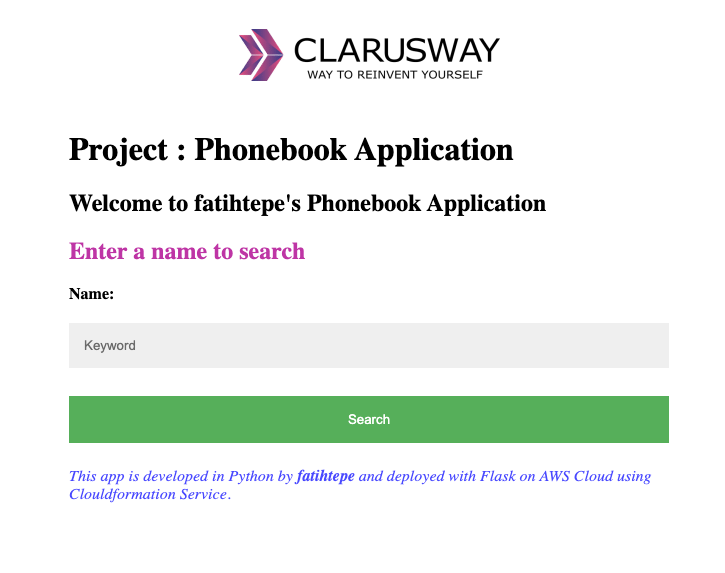 CLARUSWAY
WAY TO REINVENT YOURSELF
Project : Phonebook Application
Welcome to fatihtepe's Phonebook Application
Enter a name to search
Name:
Keyword
Search
This app is developed in Python by fatihtepe and deployed with Flask on AWS Cloud using
Clouldformation Service.